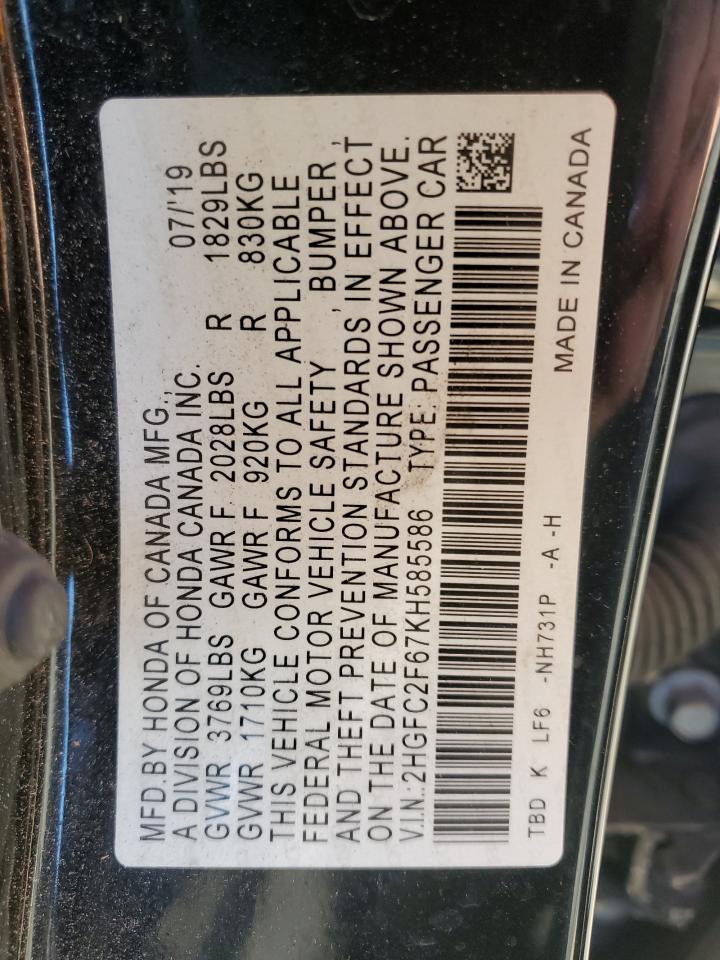 MFD.BY HONDA OF CANADA MFG.,
A DIVISION OF HONDA CANADA INC. 07/'19
GVWR 3769LBS GAWR F 2028LBS R 1829LBS
GVWR 1710KG GAWR F 920KG R 830KG
THIS VEHICLE CONFORMS TO ALL APPLICABLE
FEDERAL MOTOR VEHICLE SAFETY , BUMPER ,
AND THEFT PREVENTION STANDARDS IN EFFECT
ON THE DATE OF MANUFACTURE SHOWN ABOVE.
V.I.N.:2HGFC2F67KH585586 TYPE: PASSENGER CAR
TBD K LF6 -NH731P -A -H MADE IN CANADA